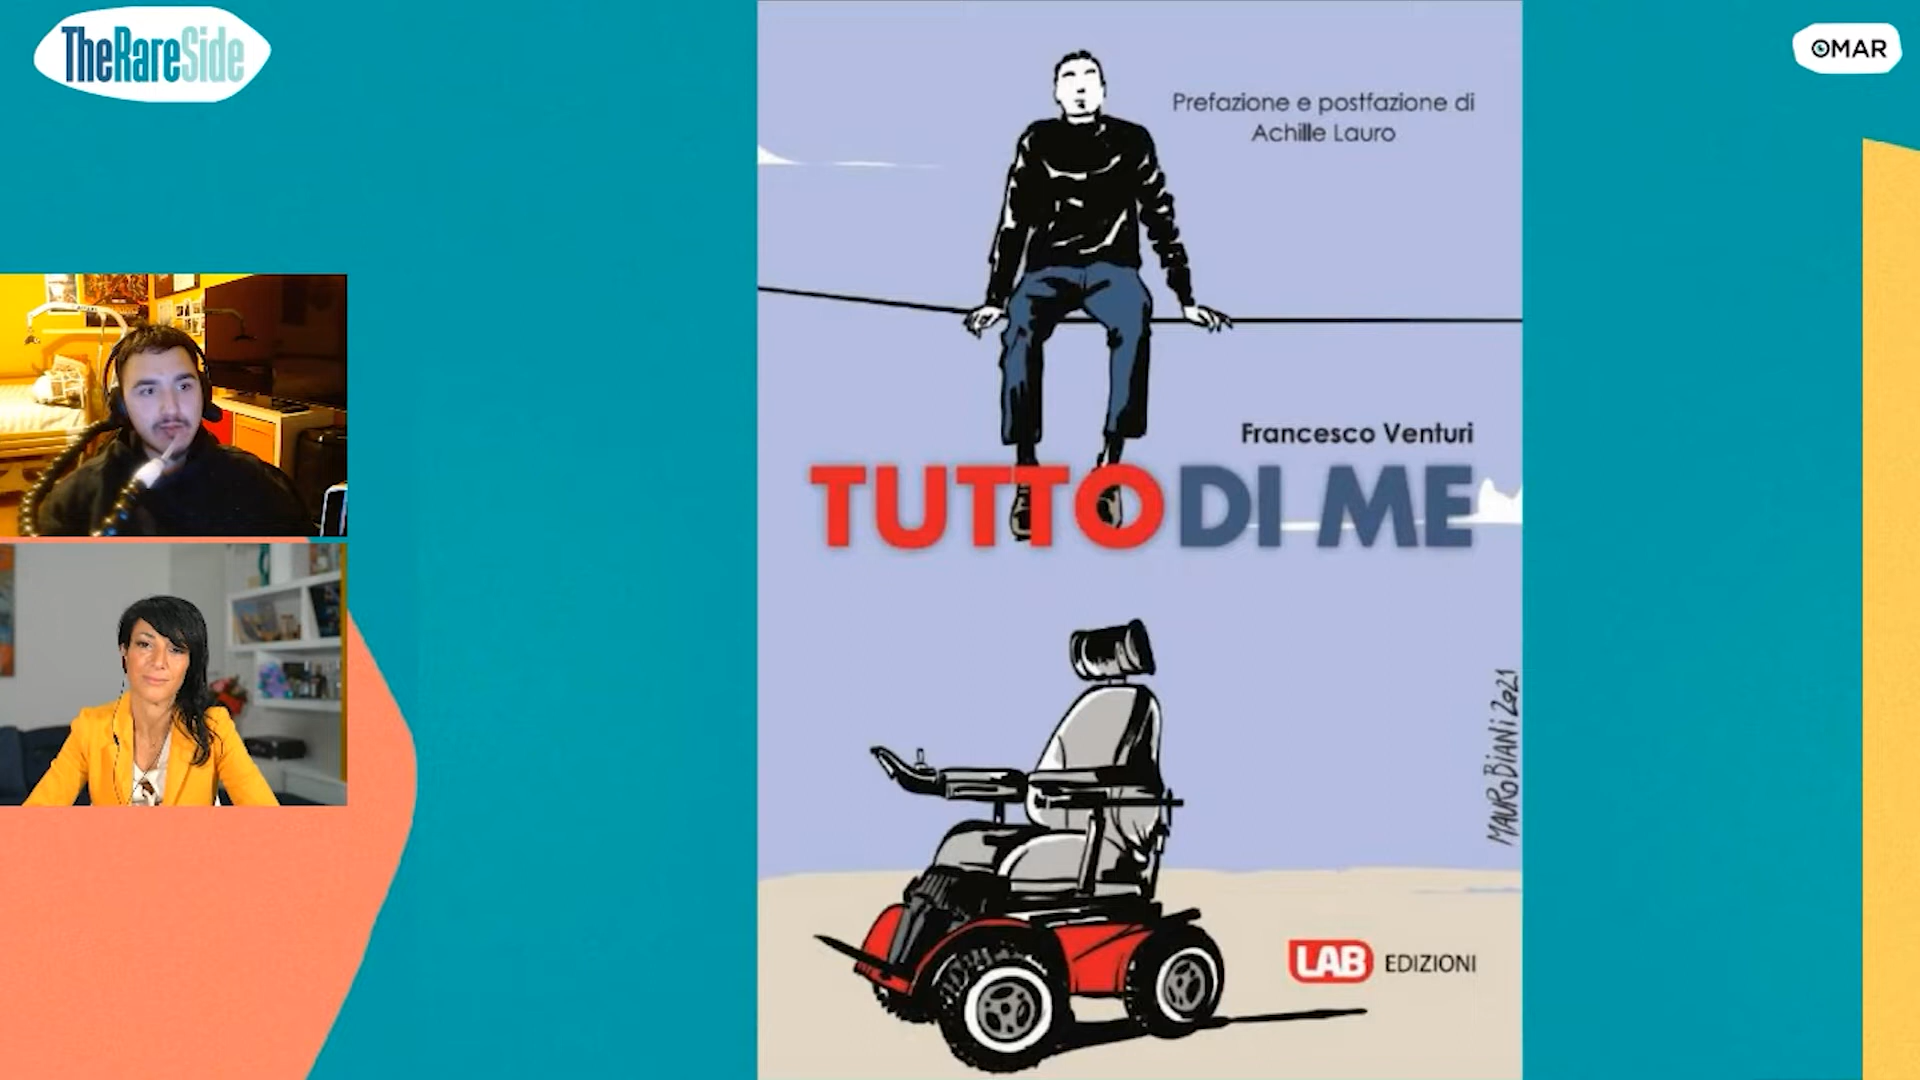 TheRareSide
OMAR
Prefazione e postfazione di
Achille Lauro
Francesco Venturi
TUTTO DI ME
MAURO BIANI 2021
LAB EDIZIONI